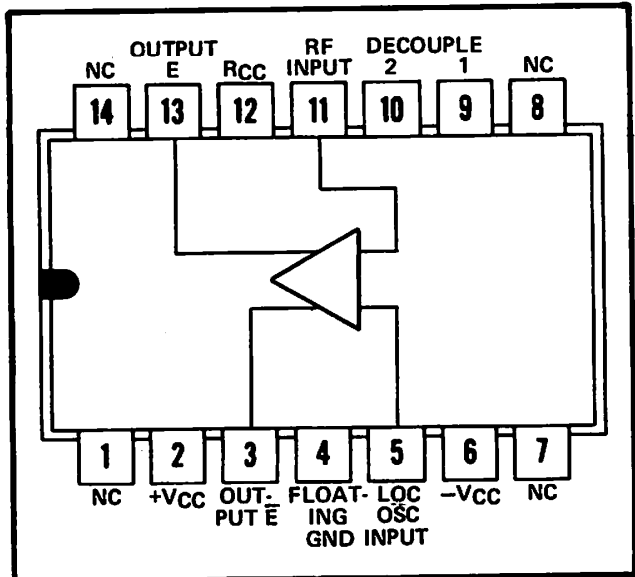 OUTPUT RF DECOUPLE
NC E RCC INPUT 2 1 NC
14 13 12 11 10 9 8
1 2 3 4 5 6 7
NC +VCC OUT- FLOAT- LOC -VCC NC
PUT E̅ ING OSC
GND INPUT